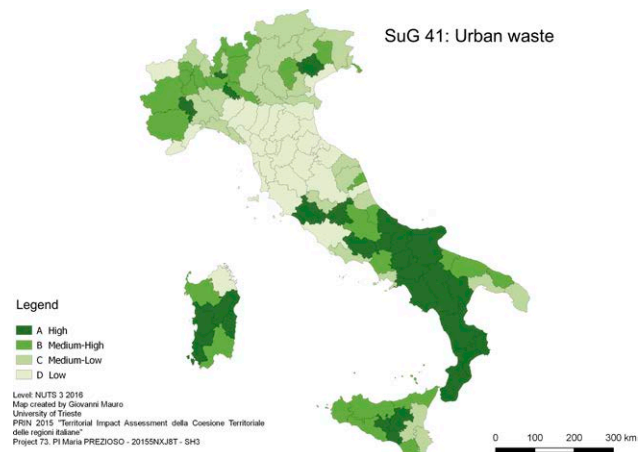 SuG 41: Urban waste
Legend
A High
B Medium-High
C Medium-Low
D Low
Level: NUTS 3 2016
Map created by Giovanni Mauro
University of Trieste
PRIN 2015 "Territorial Impact Assessment della Coesione Territoriale
delle regioni italiane"
Project 73. PI Maria PREZIOSO - 20155NXJ8T - SH3
0 100 200 300 km